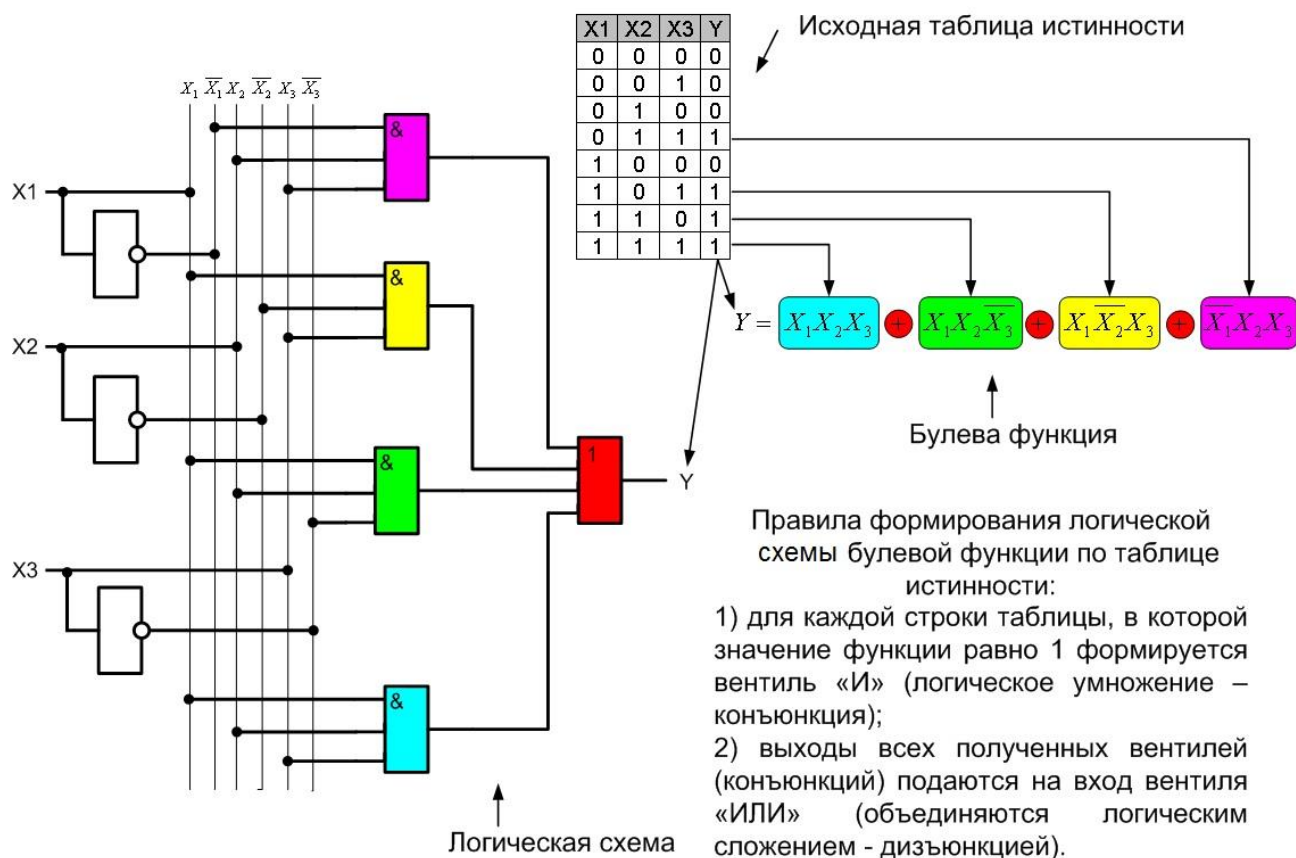 X1 X2 X3 Y
0 0 0 0
0 0 1 0
0 1 0 0
0 1 1 1
1 0 0 0
1 0 1 1
1 1 0 1
1 1 1 1
Исходная таблица истинности
X₁ X̅₁ X₂ X̅₂ X₃ X̅₃
&
X1
&
X2
&
X3
&
1
Y
Y = X₁X₂X₃ + X₁X₂X̅₃ + X₁X̅₂X₃ + X̅₁X₂X₃
Булева функция
Логическая схема
Правила формирования логической
схемы булевой функции по таблице
истинности:
1) для каждой строки таблицы, в которой
значение функции равно 1 формируется
вентиль «И» (логическое умножение –
конъюнкция);
2) выходы всех полученных вентилей
(конъюнкций) подаются на вход вентиля
«ИЛИ» (объединяются логическим
сложением - дизъюнкцией).